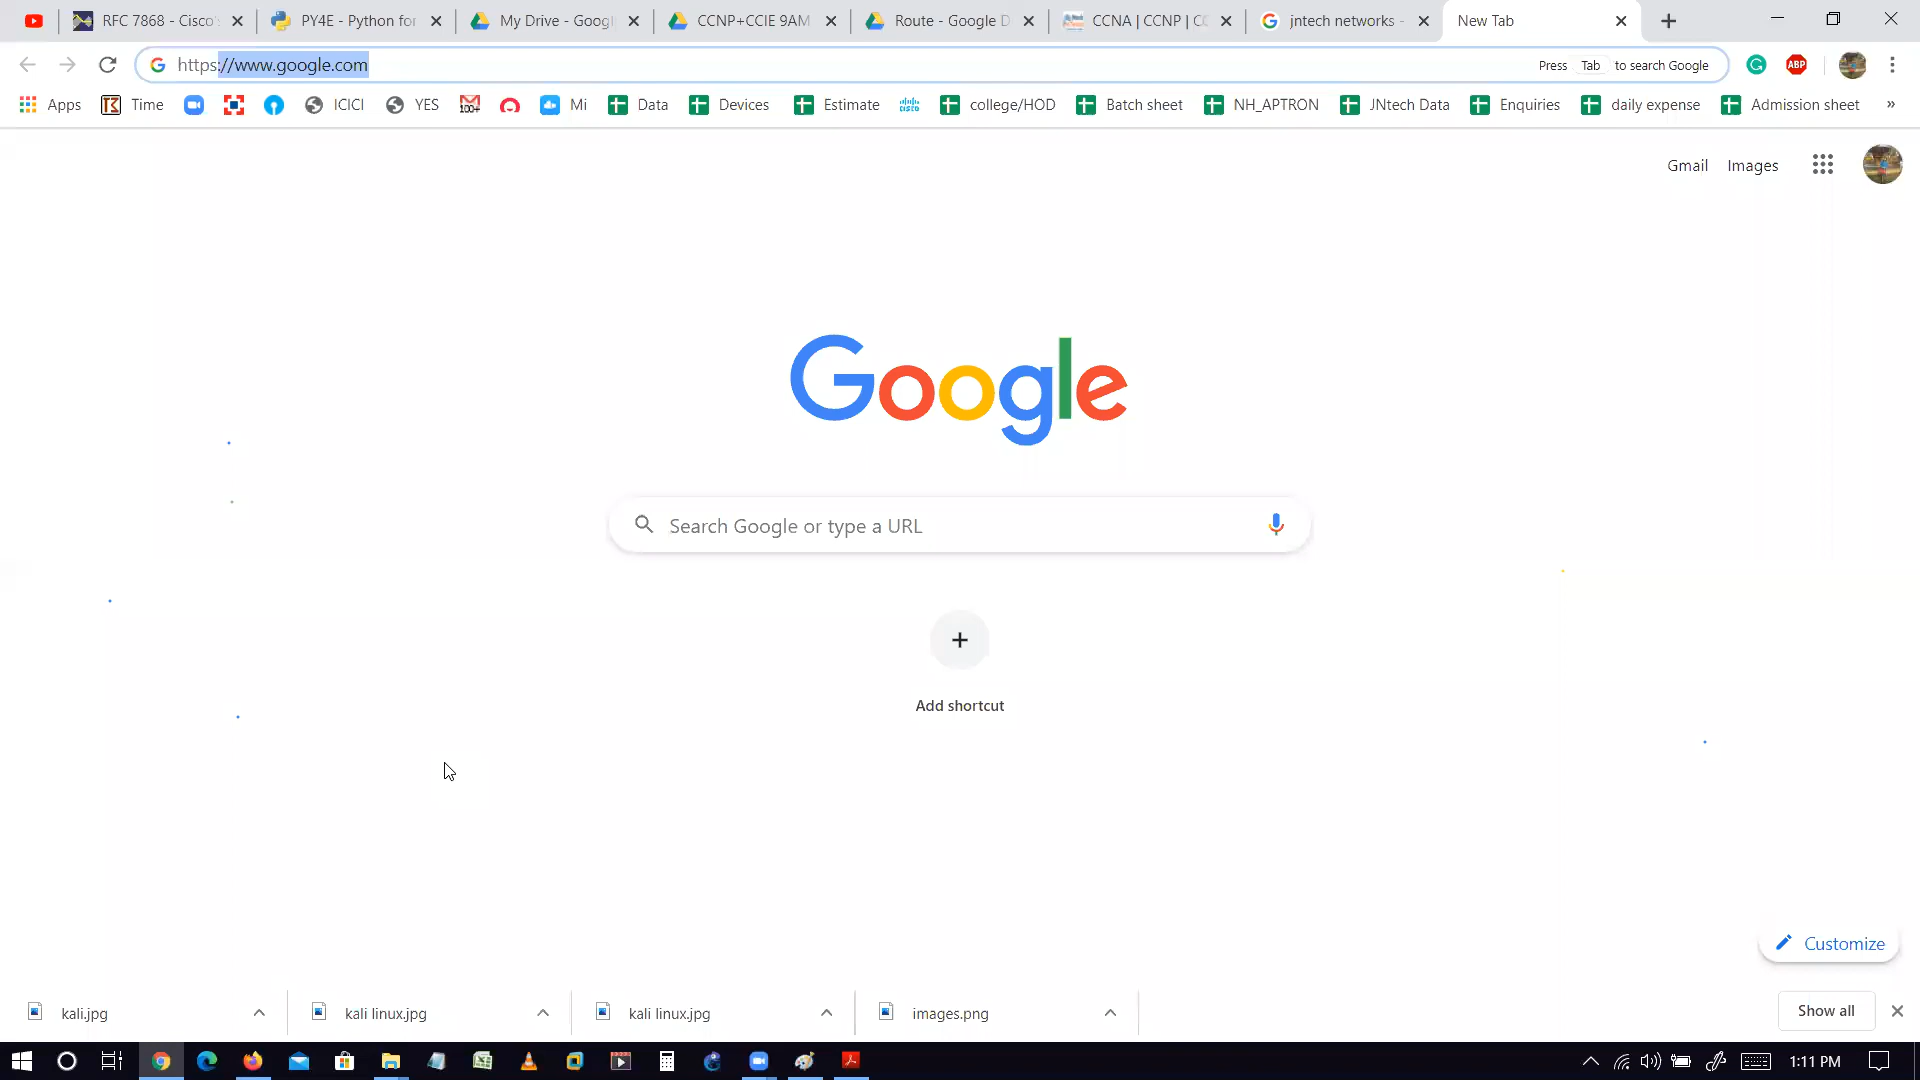 RFC 7868 - Cisco's
PY4E - Python for
My Drive - Googl
CCNP+CCIE 9AM
Route - Google D
CCNA | CCNP | CC
jntech networks -
New Tab
https://www.google.com
Press Tab to search Google
ABP
Apps
Time
ICICI
YES
100+
Mi
Data
Devices
Estimate
cisco
college/HOD
Batch sheet
NH_APTRON
JNtech Data
Enquiries
daily expense
Admission sheet
»
Gmail
Images
Google
Search Google or type a URL
Add shortcut
Customize
kali.jpg
kali linux.jpg
kali linux.jpg
images.png
Show all
1:11 PM